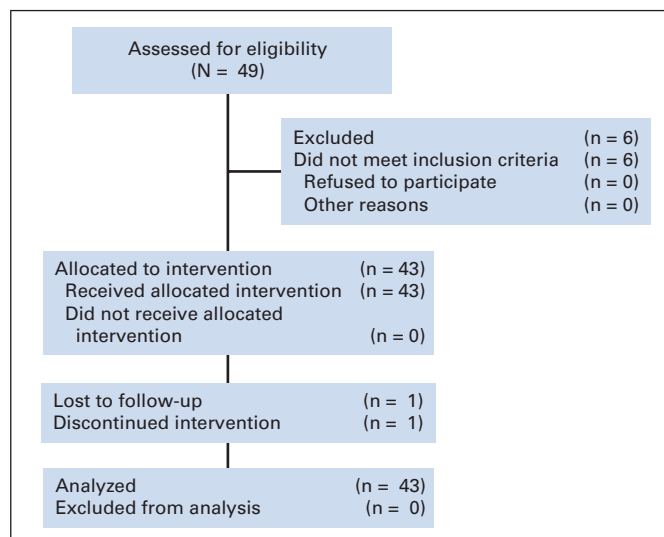 Assessed for eligibility
(N = 49)
Excluded (n = 6)
Did not meet inclusion criteria (n = 6)
Refused to participate (n = 0)
Other reasons (n = 0)
Allocated to intervention (n = 43)
Received allocated intervention (n = 43)
Did not receive allocated
intervention (n = 0)
Lost to follow-up (n = 1)
Discontinued intervention (n = 1)
Analyzed (n = 43)
Excluded from analysis (n = 0)